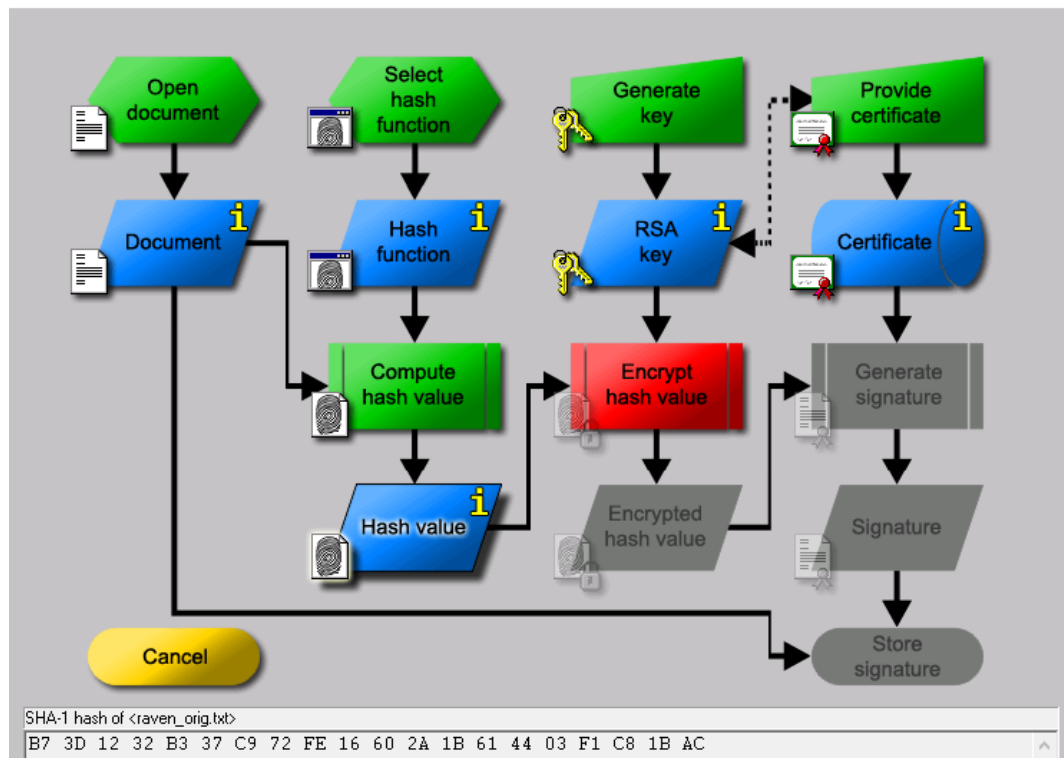 Open
document
Select
hash
function
Generate
key
Provide
certificate
Document
i
Hash
function
i
RSA
key
i
Certificate
i
Compute
hash value
Encrypt
hash value
Generate
signature
Hash value
i
Encrypted
hash value
Signature
Cancel
Store
signature
SHA-1 hash of <raven_orig.txt>
B7 3D 12 32 B3 37 C9 72 FE 16 60 2A 1B 61 44 03 F1 C8 1B AC